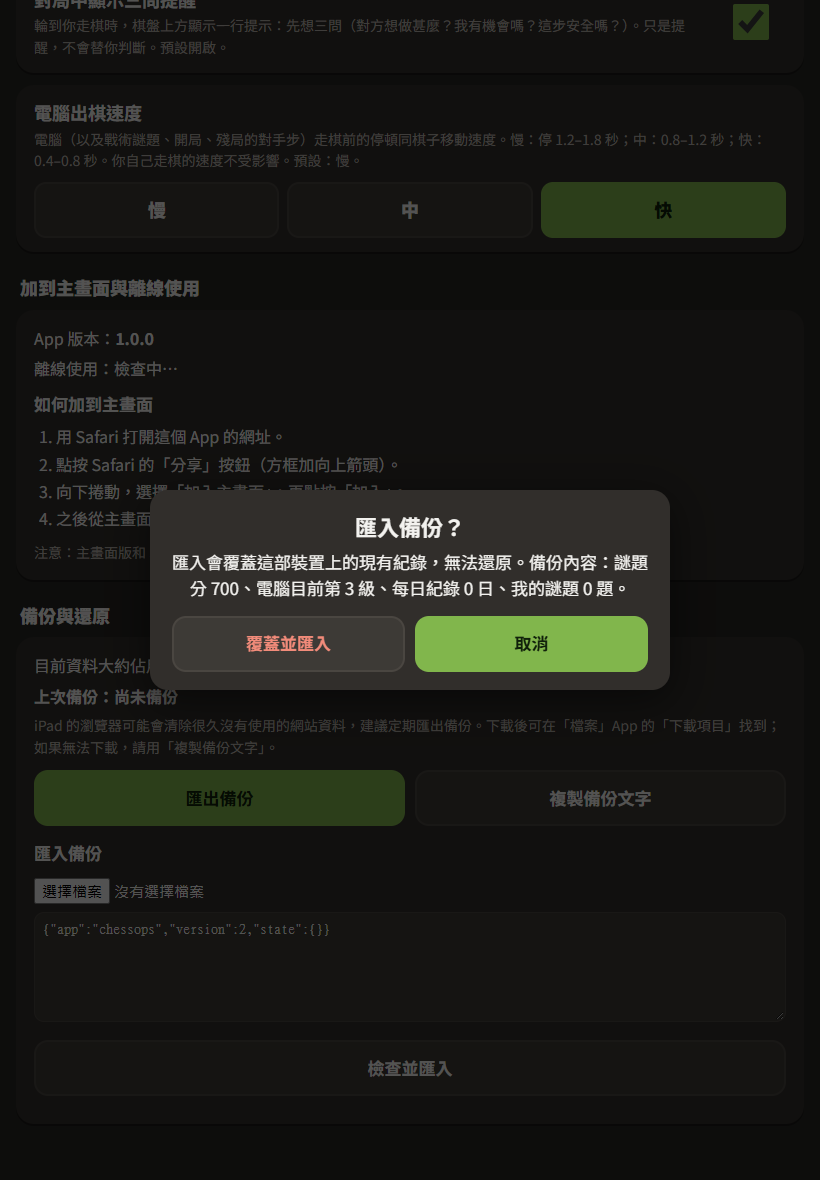 對局中顯示三問提醒
輪到你走棋時，棋盤上方顯示一行提示：先想三問（對方想做甚麼？我有機會嗎？這步安全嗎？）。只是提
醒，不會替你判斷。預設開啟。
電腦出棋速度
電腦（以及戰術謎題、開局、殘局的對手步）走棋前的停頓同棋子移動速度。慢：停 1.2–1.8 秒；中：0.8–1.2 秒；快：
0.4–0.8 秒。你自己走棋的速度不受影響。預設：慢。
慢
中
快
加到主畫面與離線使用
App 版本：1.0.0
離線使用：檢查中…
如何加到主畫面
1. 用 Safari 打開這個 App 的網址。
2. 點按 Safari 的「分享」按鈕（方框加向上箭頭）。
3. 向下捲動，選擇「加入主畫面」，再點按「加入」。
4. 之後從主畫面
注意：主畫面版和
匯入備份？
匯入會覆蓋這部裝置上的現有紀錄，無法還原。備份內容：謎題
分 700、電腦目前第 3 級、每日紀錄 0 日、我的謎題 0 題。
覆蓋並匯入
取消
備份與還原
目前資料大約佔用
上次備份：尚未備份
iPad 的瀏覽器可能會清除很久沒有使用的網站資料，建議定期匯出備份。下載後可在「檔案」App 的「下載項目」找到；
如果無法下載，請用「複製備份文字」。
匯出備份
複製備份文字
匯入備份
選擇檔案 沒有選擇檔案
{"app":"chessops","version":2,"state":{}}
檢查並匯入